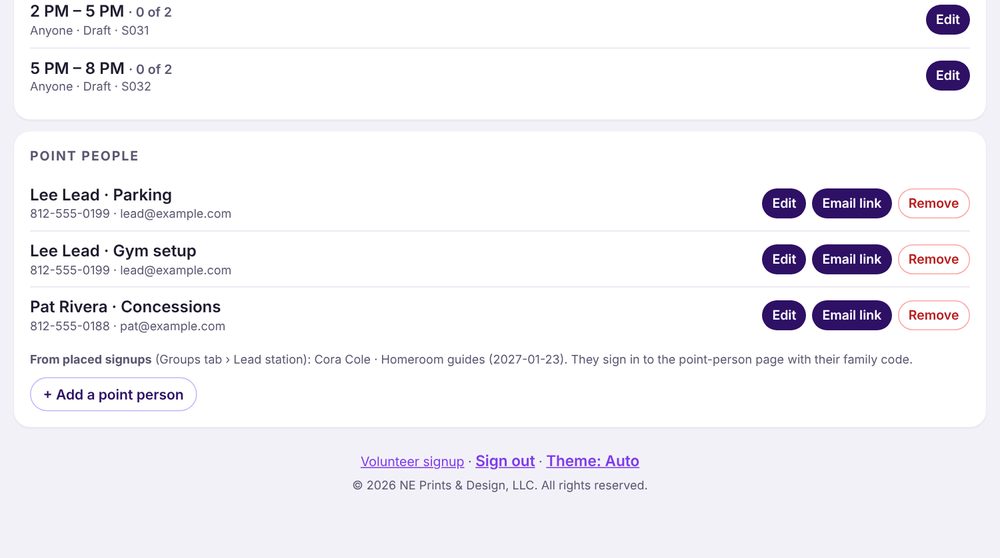 2 PM – 5 PM · 0 of 2
Anyone · Draft · S031
Edit
5 PM – 8 PM · 0 of 2
Anyone · Draft · S032
Edit
POINT PEOPLE
Lee Lead · Parking
812-555-0199 · lead@example.com
Edit Email link Remove
Lee Lead · Gym setup
812-555-0199 · lead@example.com
Edit Email link Remove
Pat Rivera · Concessions
812-555-0188 · pat@example.com
Edit Email link Remove
From placed signups (Groups tab › Lead station): Cora Cole · Homeroom guides (2027-01-23). They sign in to the point-person page with their family code.
+ Add a point person
Volunteer signup · Sign out · Theme: Auto
© 2026 NE Prints & Design, LLC. All rights reserved.